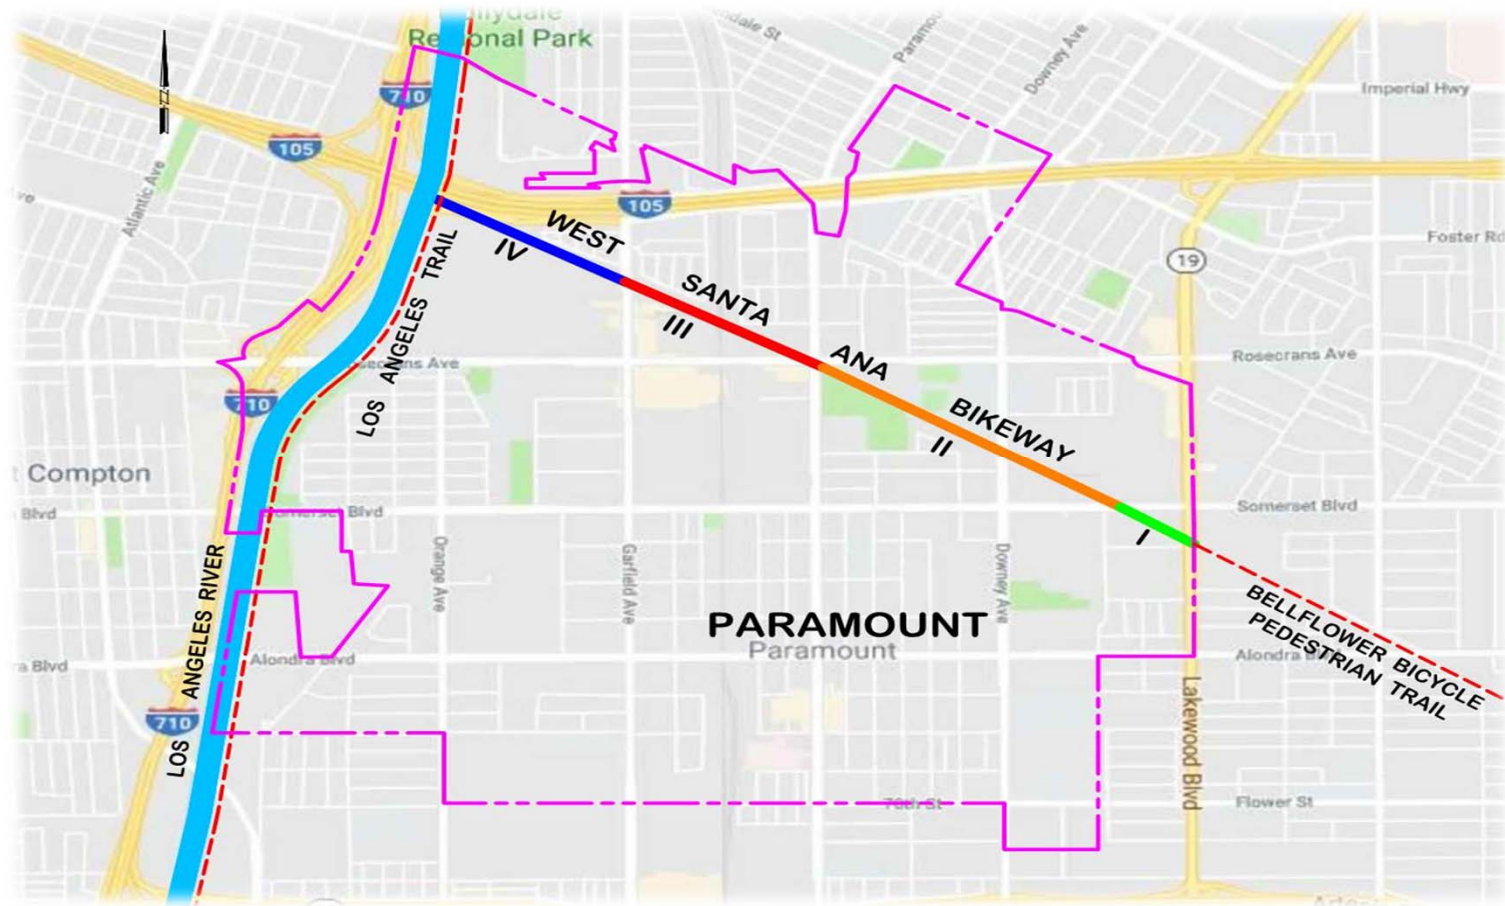 Regional Park
Downey Ave
Imperial Hwy
710
105
N
Atlantic Ave
105
WEST
IV
SANTA
III
ANA
BIKEWAY
II
I
Foster Rd
19
LOS ANGELES TRAIL
Rosecrans Ave
710
t Compton
Blvd
Somerset Blvd
Somerset Blvd
Orange Ave
Garfield Ave
Downey Ave
LOS ANGELES RIVER
PARAMOUNT
Paramount
BELLFLOWER BICYCLE
PEDESTRIAN TRAIL
Blvd
Alondra Blvd
Alondra
Lakewood Blvd
710
70th St
Flower St